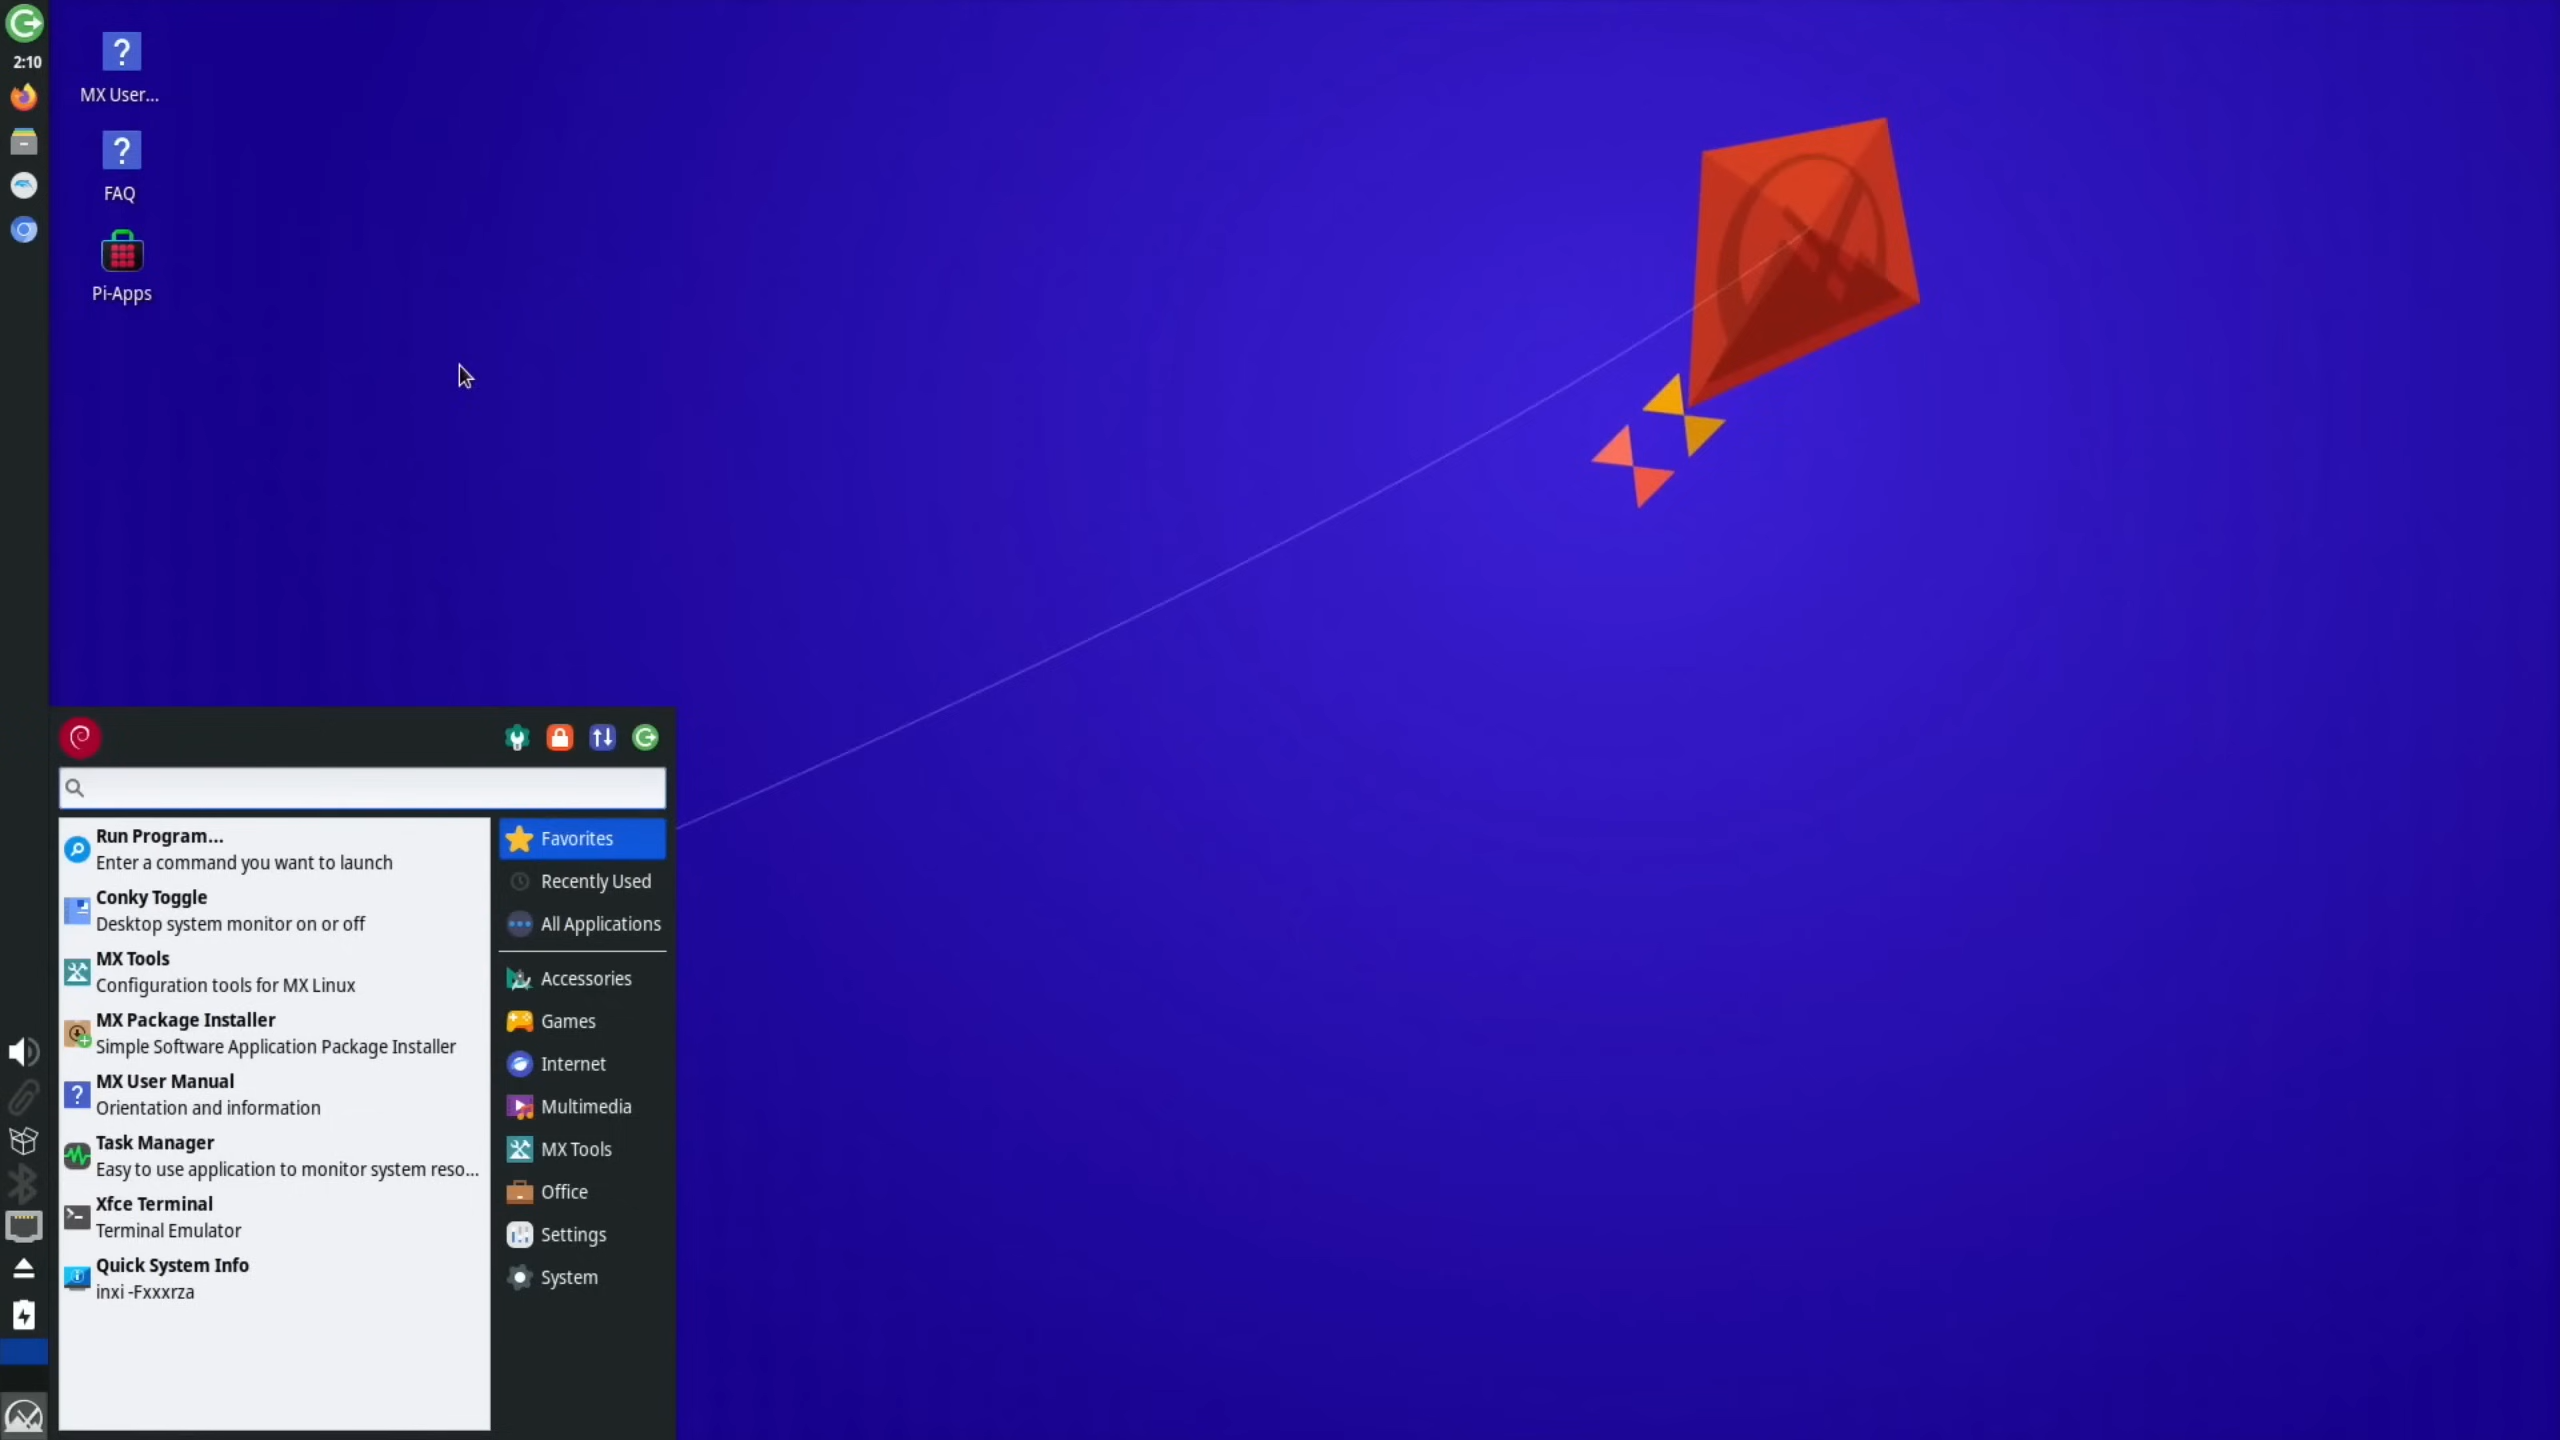 2:10
MX User...
FAQ
Pi-Apps
Run Program...
Enter a command you want to launch
Conky Toggle
Desktop system monitor on or off
MX Tools
Configuration tools for MX Linux
MX Package Installer
Simple Software Application Package Installer
MX User Manual
Orientation and information
Task Manager
Easy to use application to monitor system reso...
Xfce Terminal
Terminal Emulator
Quick System Info
inxi -Fxxxrza
Favorites
Recently Used
All Applications
Accessories
Games
Internet
Multimedia
MX Tools
Office
Settings
System